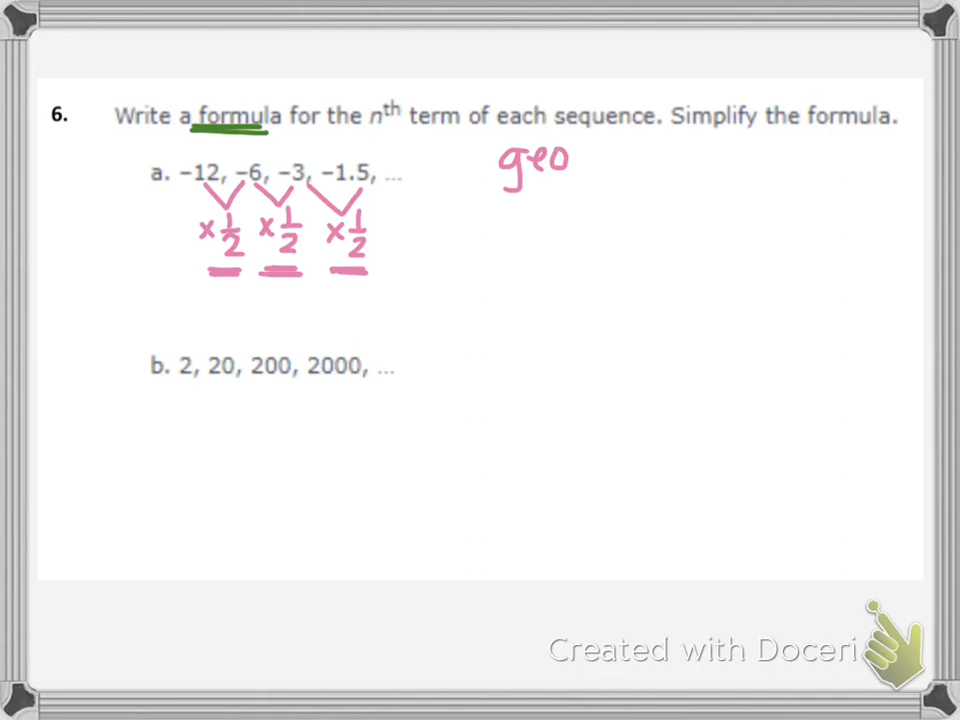 6. Write a formula for the nth term of each sequence. Simplify the formula.
geo
a. −12, −6, −3, −1.5, ...
x 1/2 x 1/2 x 1/2
b. 2, 20, 200, 2000, ...
Created with Doceri